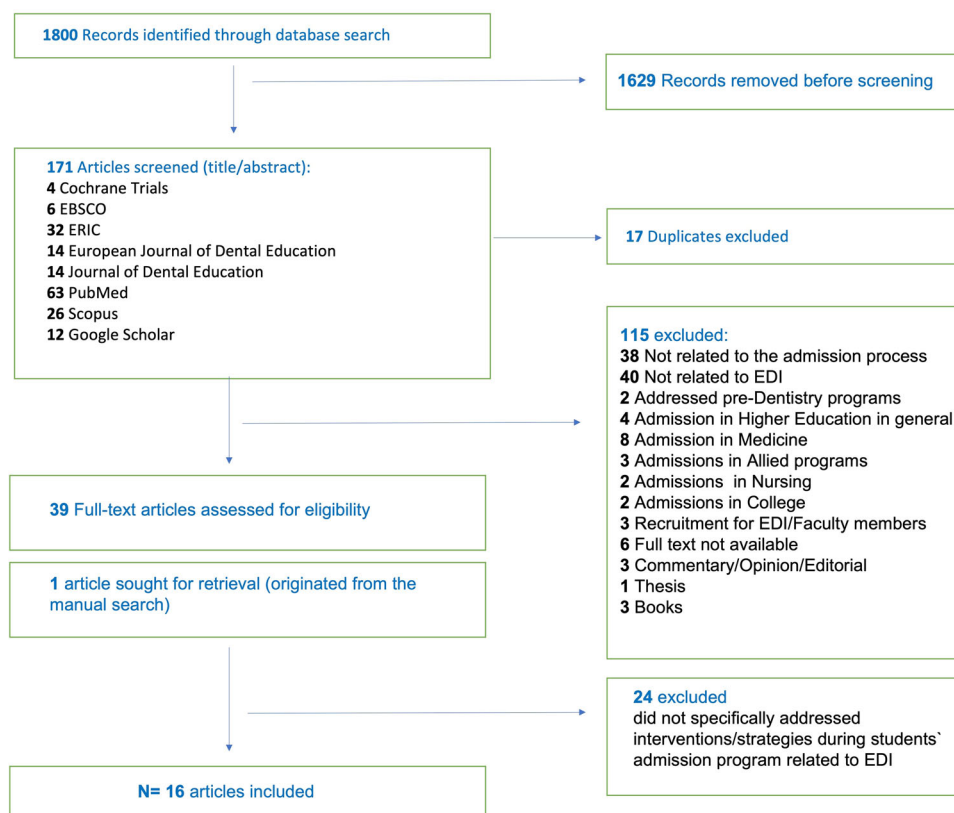 1800 Records identified through database search
1629 Records removed before screening
171 Articles screened (title/abstract):
4 Cochrane Trials
6 EBSCO
32 ERIC
14 European Journal of Dental Education
14 Journal of Dental Education
63 PubMed
26 Scopus
12 Google Scholar
17 Duplicates excluded
115 excluded:
38 Not related to the admission process
40 Not related to EDI
2 Addressed pre-Dentistry programs
4 Admission in Higher Education in general
8 Admission in Medicine
3 Admissions in Allied programs
2 Admissions in Nursing
2 Admissions in College
3 Recruitment for EDI/Faculty members
6 Full text not available
3 Commentary/Opinion/Editorial
1 Thesis
3 Books
39 Full-text articles assessed for eligibility
1 article sought for retrieval (originated from the
manual search)
24 excluded
did not specifically addressed
interventions/strategies during students`
admission program related to EDI
N= 16 articles included